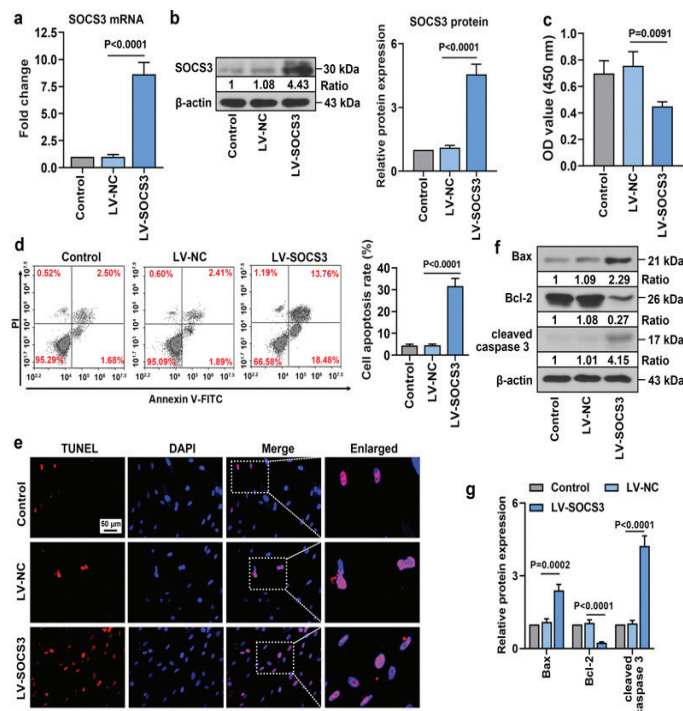 a
SOCS3 mRNA
P<0.0001
Fold change
12.5
10.0
7.5
5.0
2.5
0.0
Control
LV-NC
LV-SOCS3
b
SOCS3
30 kDa
1 1.08 4.43 Ratio
β-actin
43 kDa
Control
LV-NC
LV-SOCS3
SOCS3 protein
P<0.0001
Relative protein expression
6
3
0
Control
LV-NC
LV-SOCS3
c
P=0.0091
OD value (450 nm)
1.0
0.8
0.6
0.4
0.2
0.0
Control
LV-NC
LV-SOCS3
d
Control
0.52% 2.50%
95.29% 1.68%
LV-NC
0.60% 2.41%
95.09% 1.89%
LV-SOCS3
1.19% 13.76%
66.58% 18.48%
PI
Annexin V-FITC
Cell apoptosis rate (%)
P<0.0001
40
30
20
10
0
Control
LV-NC
LV-SOCS3
e
TUNEL DAPI Merge Enlarged
Control
50 μm
LV-NC
LV-SOCS3
f
Bax
21 kDa
1 1.09 2.29 Ratio
Bcl-2
26 kDa
1 1.08 0.27 Ratio
cleaved
caspase 3
17 kDa
1 1.01 4.15 Ratio
β-actin
43 kDa
Control
LV-NC
LV-SOCS3
g
Control LV-NC
LV-SOCS3
Relative protein expression
6
3
0
P=0.0002
P<0.0001
P<0.0001
Bax
Bcl-2
cleaved
caspase 3